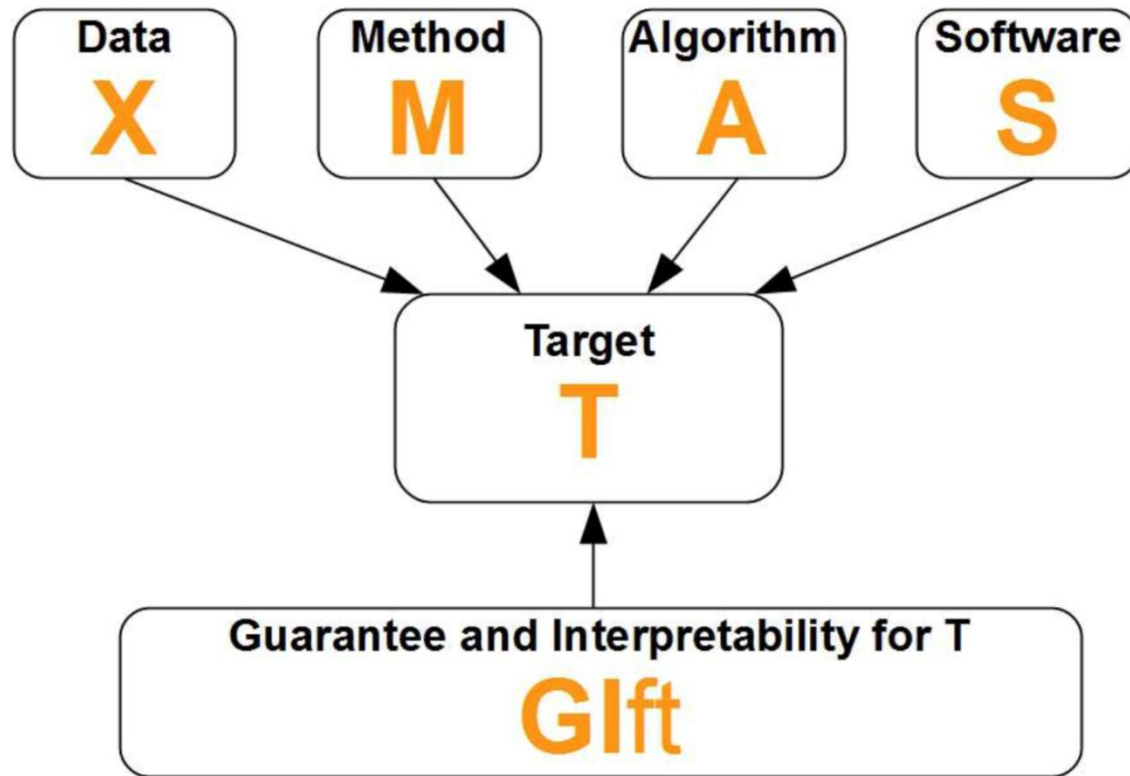 Data Method Algorithm Software
X M A S
Target
T
Guarantee and Interpretability for T
GIft